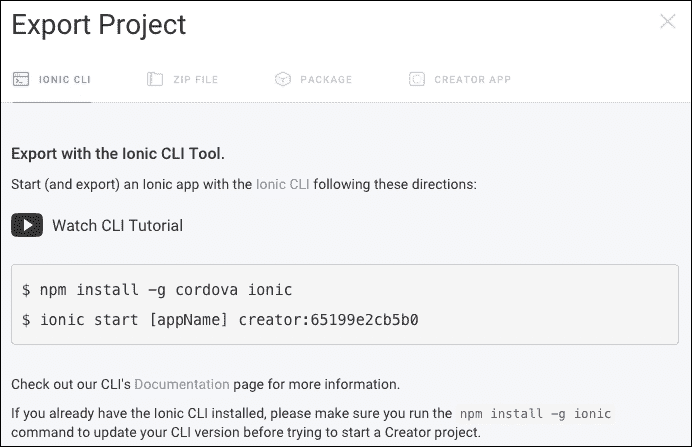 Export Project
IONIC CLI
ZIP FILE
PACKAGE
CREATOR APP
Export with the Ionic CLI Tool.
Start (and export) an Ionic app with the Ionic CLI following these directions:
Watch CLI Tutorial
$ npm install -g cordova ionic
$ ionic start [appName] creator:65199e2cb5b0
Check out our CLI's Documentation page for more information.
If you already have the Ionic CLI installed, please make sure you run the npm install -g ionic
command to update your CLI version before trying to start a Creator project.